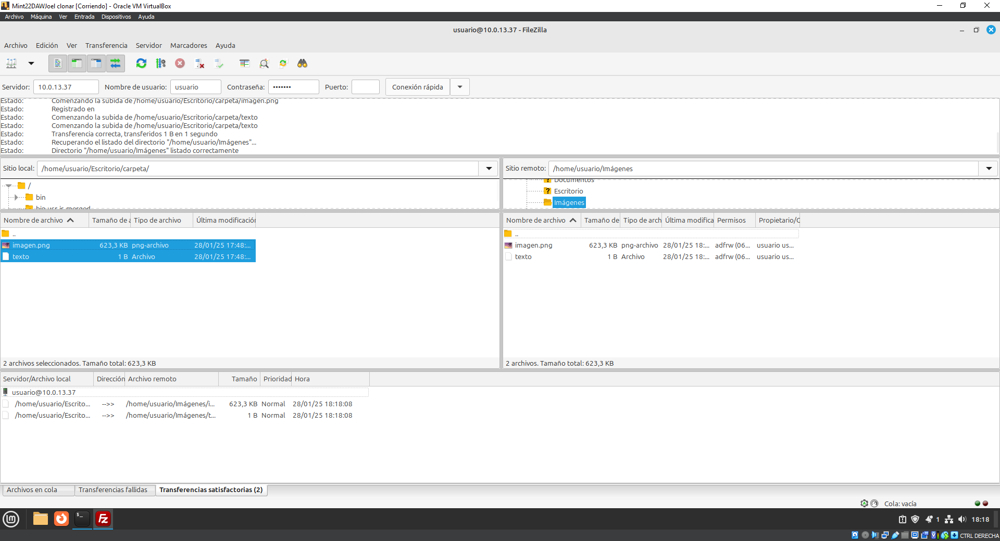 Mint22DAWJoel clonar [Corriendo] - Oracle VM VirtualBox
Archivo Máquina Ver Entrada Dispositivos Ayuda
usuario@10.0.13.37 - FileZilla
Archivo Edición Ver Transferencia Servidor Marcadores Ayuda
Servidor: 10.0.13.37 Nombre de usuario: usuario Contraseña: ••••••• Puerto: Conexión rápida
Estado: Comenzando la subida de /home/usuario/Escritorio/carpeta/imagen.png
Estado: Registrado en
Estado: Comenzando la subida de /home/usuario/Escritorio/carpeta/texto
Estado: Comenzando la subida de /home/usuario/Escritorio/carpeta/texto
Estado: Transferencia correcta, transferidos 1 B en 1 segundo
Estado: Recuperando el listado del directorio "/home/usuario/Imágenes"...
Estado: Directorio "/home/usuario/Imágenes" listado correctamente
Sitio local: /home/usuario/Escritorio/carpeta/
/
bin
bin.usr-is-merged
Sitio remoto: /home/usuario/Imágenes
Documentos
? Escritorio
Imágenes
Nombre de archivo Tamaño de a Tipo de archivo Última modificación
..
imagen.png 623,3 KB png-archivo 28/01/25 17:48:...
texto 1 B Archivo 28/01/25 17:48:...
2 archivos seleccionados. Tamaño total: 623,3 KB
Nombre de archivo Tamaño de Tipo de arch Última modifica Permisos Propietario/G
..
imagen.png 623,3 KB png-archivo 28/01/25 18:... adfrw (06... usuario us...
texto 1 B Archivo 28/01/25 18:... adfrw (06... usuario us...
2 archivos. Tamaño total: 623,3 KB
Servidor/Archivo local Dirección Archivo remoto Tamaño Prioridad Hora
usuario@10.0.13.37
/home/usuario/Escrito... -->> /home/usuario/Imágenes/i... 623,3 KB Normal 28/01/25 18:18:08
/home/usuario/Escrito... -->> /home/usuario/Imágenes/t... 1 B Normal 28/01/25 18:18:08
Archivos en cola Transferencias fallidas Transferencias satisfactorias (2)
Cola: vacía
1 18:18
CTRL DERECHA